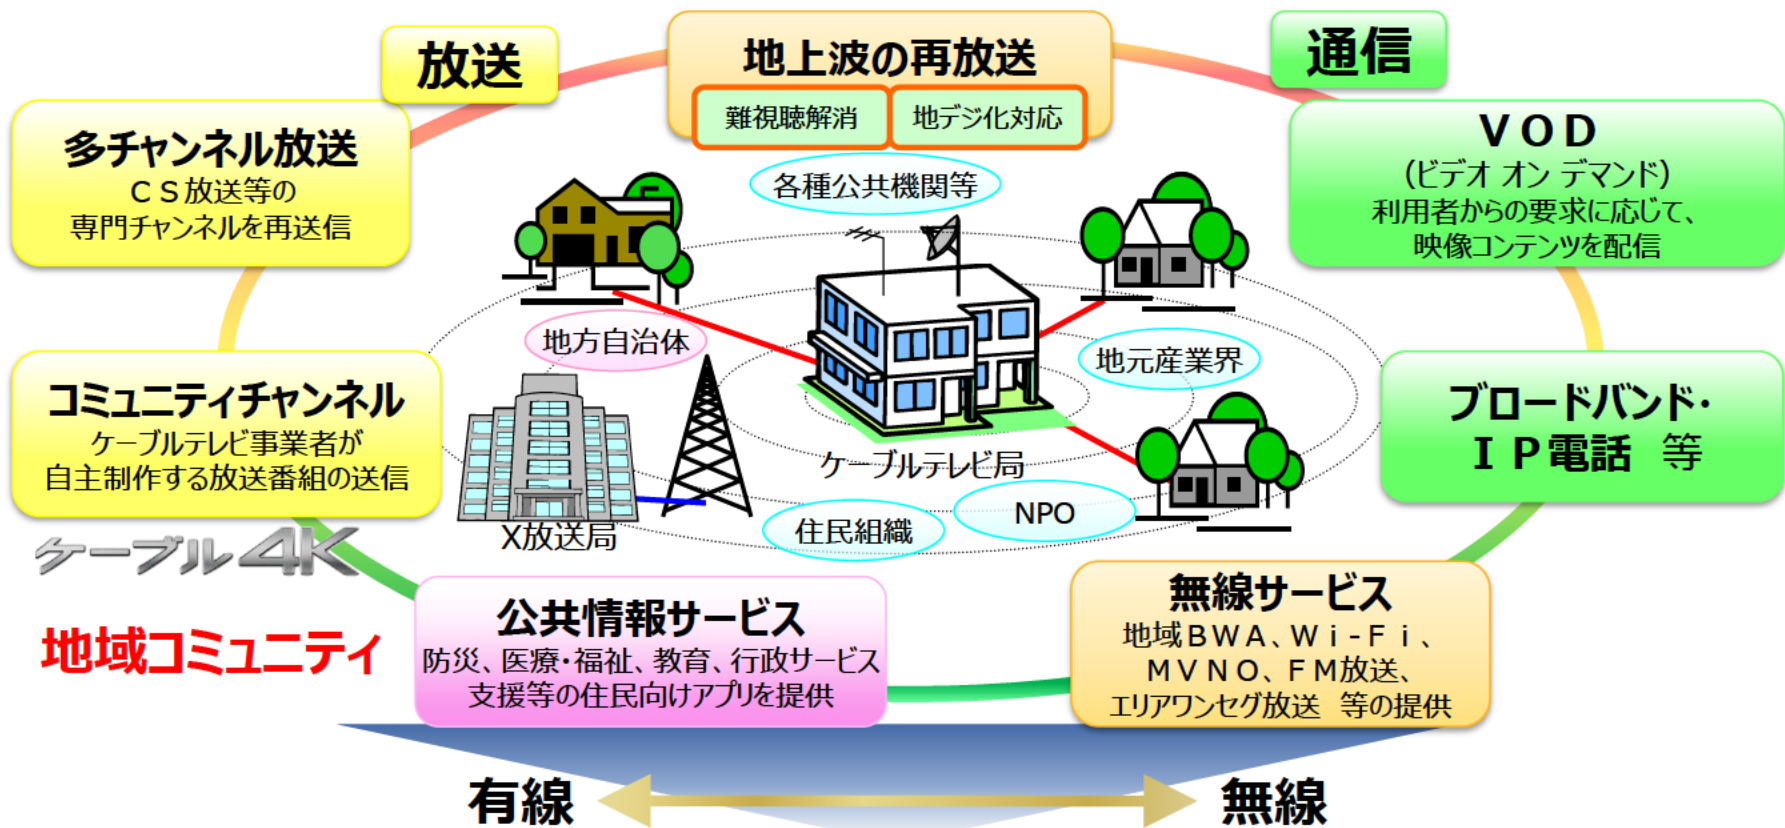 放送
地上波の再放送
難視聴解消
地デジ化対応
通信
多チャンネル放送
ＣＳ放送等の
専門チャンネルを再送信
ＶＯＤ
（ビデオ オン デマンド）
利用者からの要求に応じて、
映像コンテンツを配信
各種公共機関等
地方自治体
地元産業界
コミュニティチャンネル
ケーブルテレビ事業者が
自主制作する放送番組の送信
ブロードバンド・
ＩＰ電話 等
ケーブルテレビ局
NPO
住民組織
X放送局
ケーブル4K
地域コミュニティ
公共情報サービス
防災、医療・福祉、教育、行政サービス
支援等の住民向けアプリを提供
無線サービス
地域ＢＷＡ、Ｗｉ-Ｆｉ、
ＭＶＮＯ、ＦＭ放送、
エリアワンセグ放送　等の提供
有線
無線